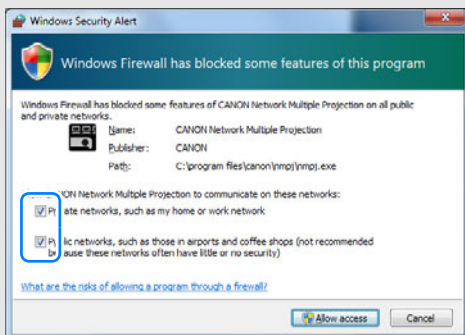 Windows Security Alert
Windows Firewall has blocked some features of this program
Windows Firewall has blocked some features of CANON Network Multiple Projection on all public
and private networks.
Name: CANON Network Multiple Projection
Publisher: CANON
Path: C:\program files\canon\nmpj\nmpj.exe
CANON Network Multiple Projection to communicate on these networks:
networks, such as my home or work network
networks, such as those in airports and coffee shops (not recommended
these networks often have little or no security)
What are the risks of allowing a program through a firewall?
Allow access Cancel